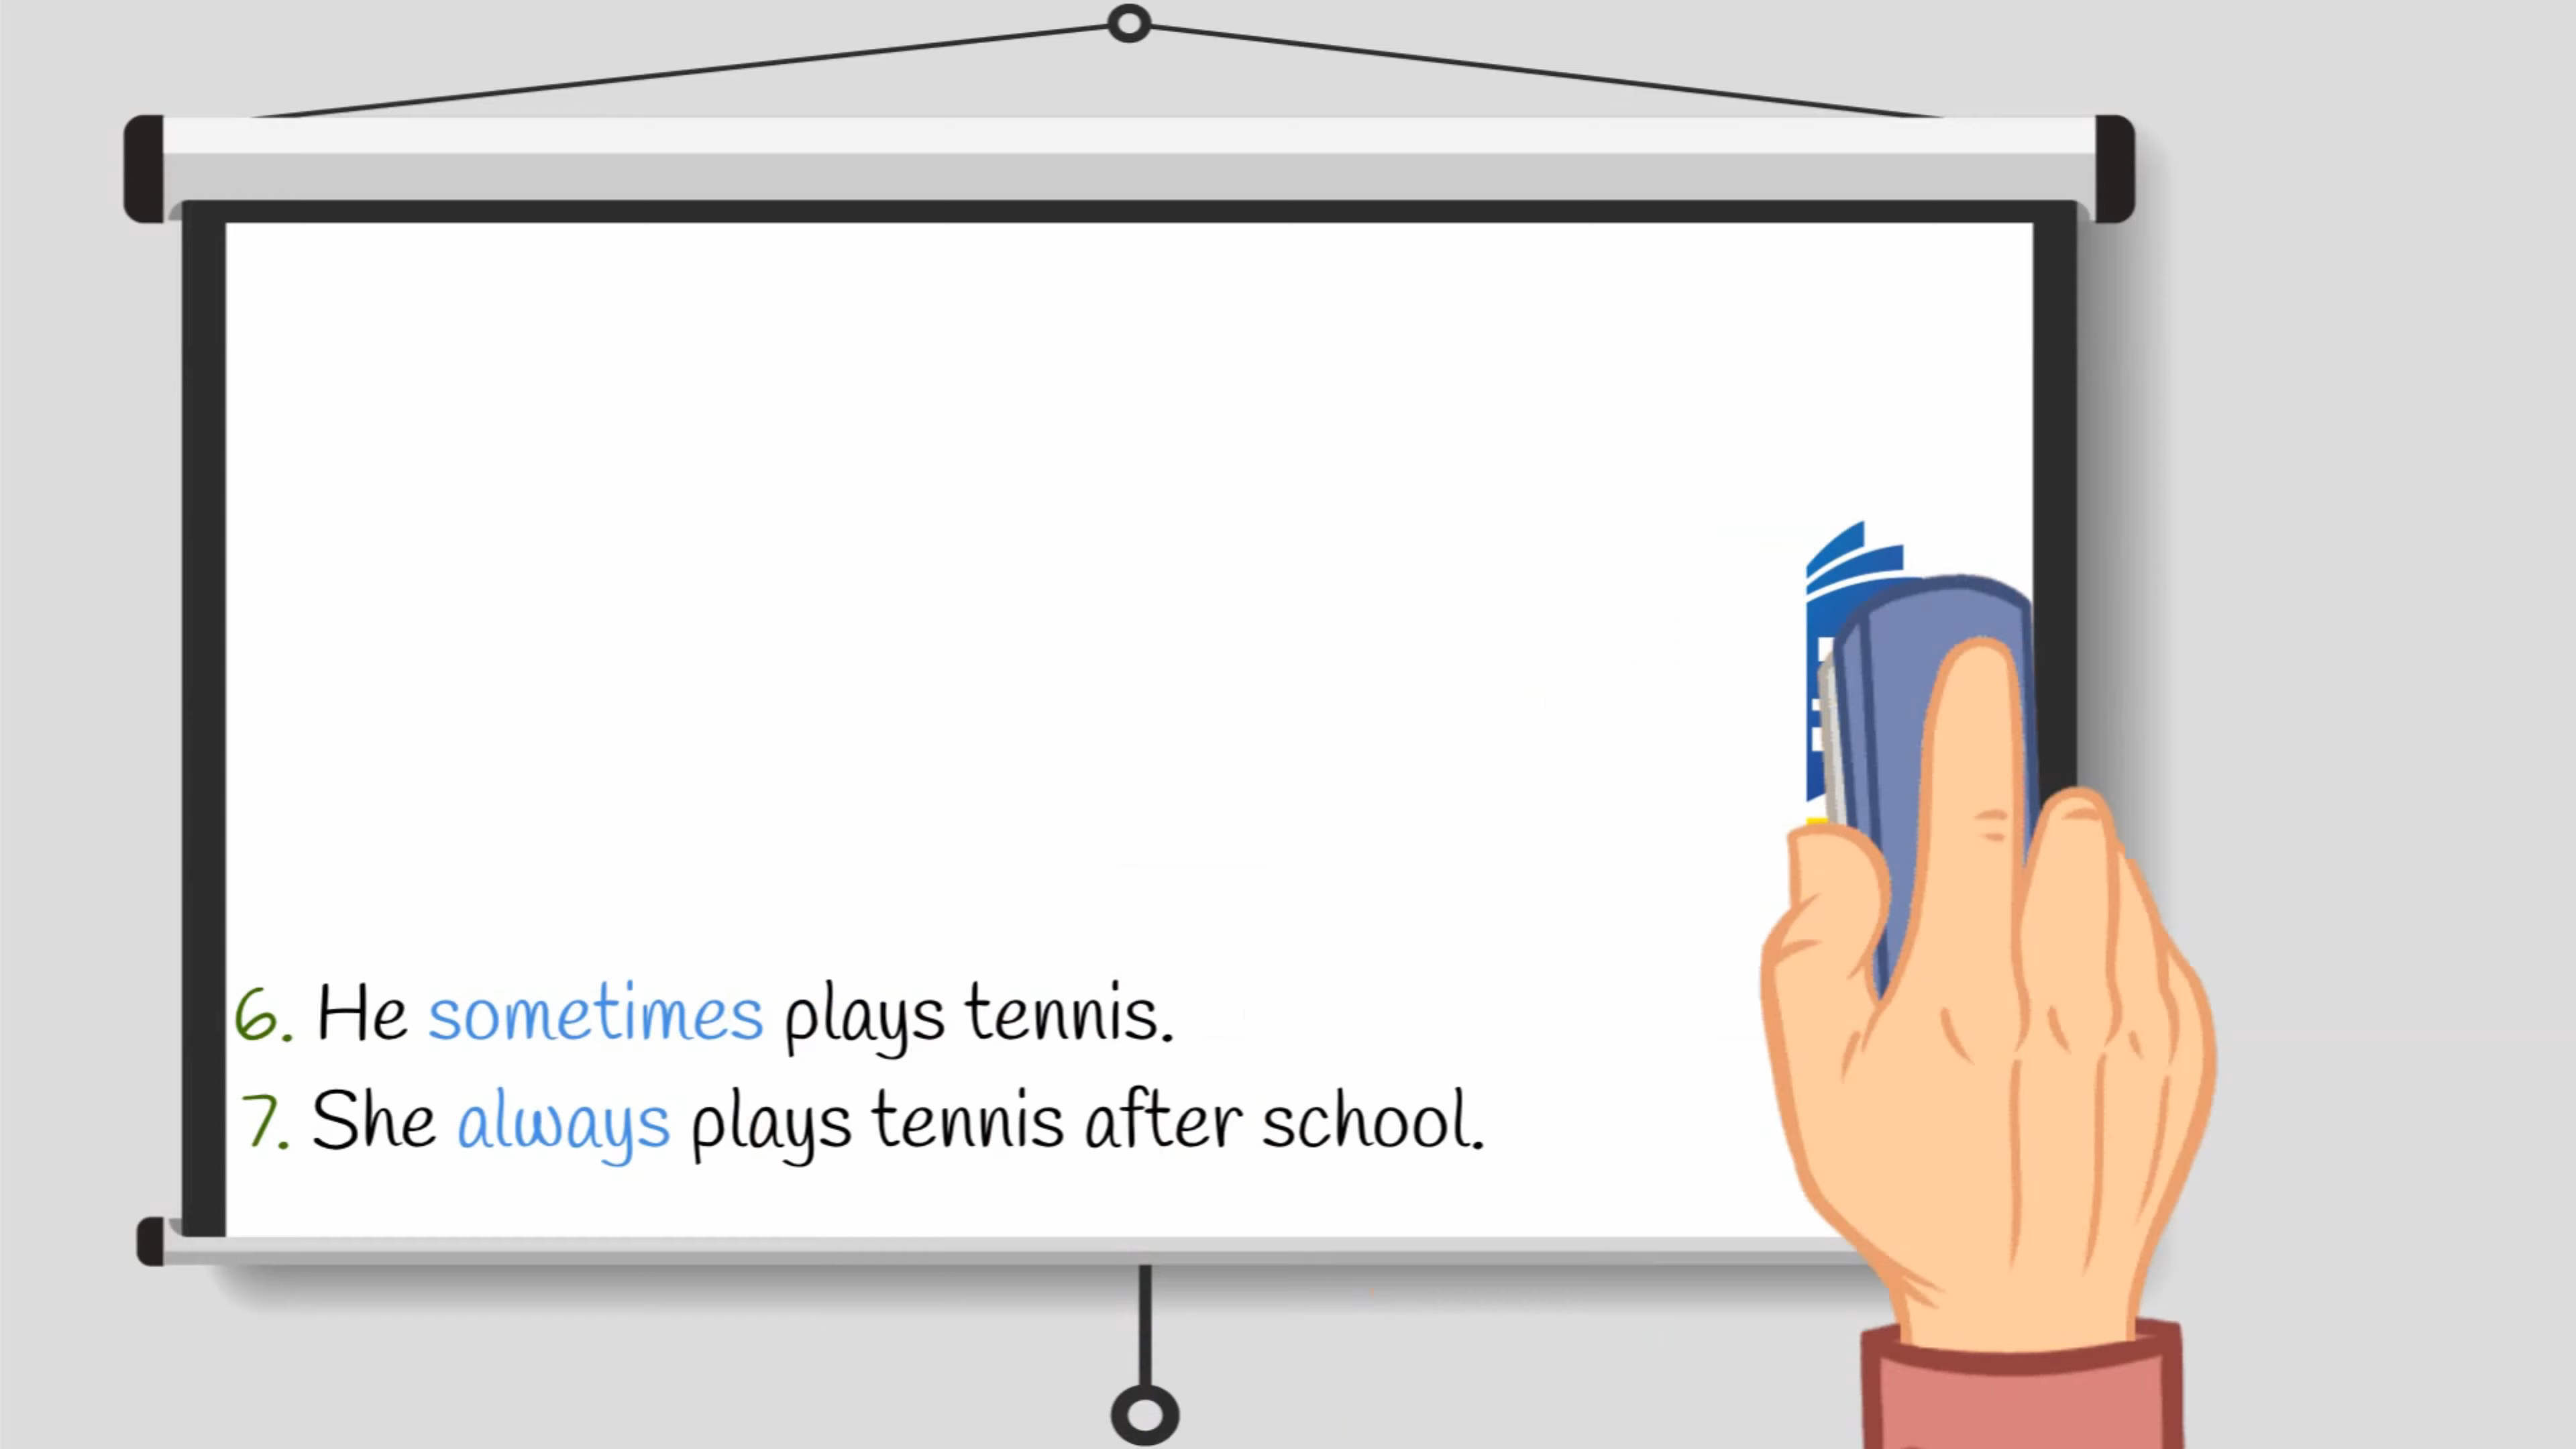 6. He sometimes plays tennis.
7. She always plays tennis after school.